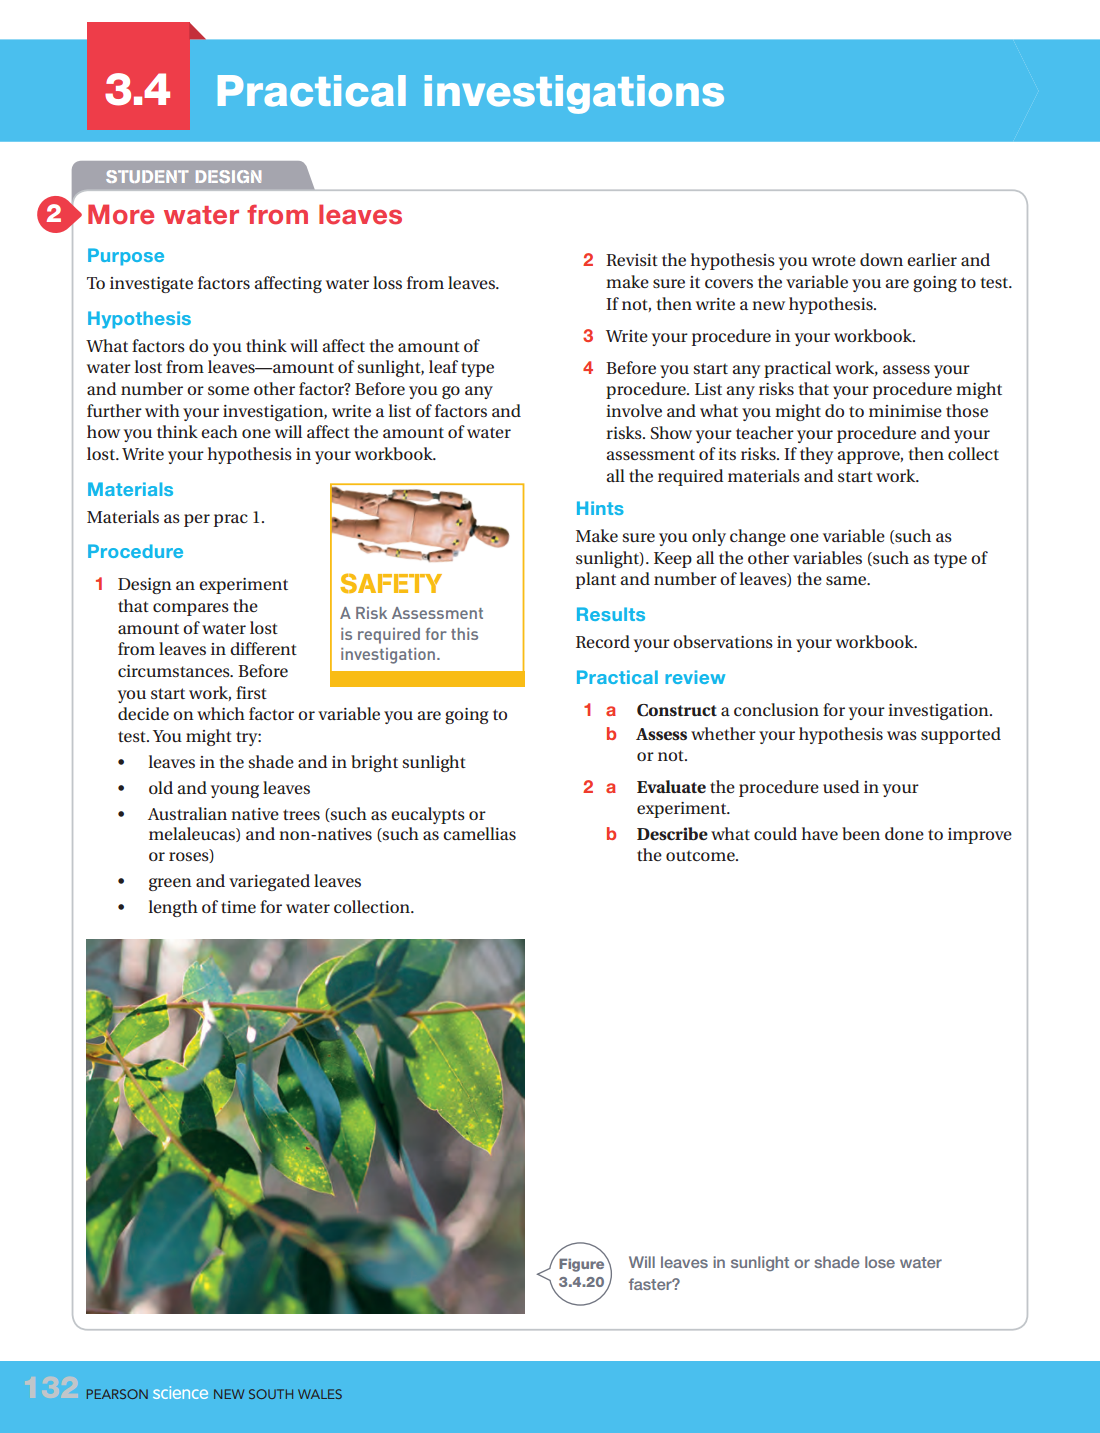 3.4
Practical investigations
STUDENT DESIGN
2
More water from leaves
Purpose
To investigate factors affecting water loss from leaves.
Hypothesis
What factors do you think will affect the amount of
water lost from leaves—amount of sunlight, leaf type
and number or some other factor? Before you go any
further with your investigation, write a list of factors and
how you think each one will affect the amount of water
lost. Write your hypothesis in your workbook.
Materials
Materials as per prac 1.
Procedure
1 Design an experiment
that compares the
amount of water lost
from leaves in different
circumstances. Before
you start work, first
decide on which factor or variable you are going to
test. You might try:
• leaves in the shade and in bright sunlight
• old and young leaves
• Australian native trees (such as eucalypts or
melaleucas) and non-natives (such as camellias
or roses)
• green and variegated leaves
• length of time for water collection.
SAFETY
A Risk Assessment
is required for this
investigation.
2 Revisit the hypothesis you wrote down earlier and
make sure it covers the variable you are going to test.
If not, then write a new hypothesis.
3 Write your procedure in your workbook.
4 Before you start any practical work, assess your
procedure. List any risks that your procedure might
involve and what you might do to minimise those
risks. Show your teacher your procedure and your
assessment of its risks. If they approve, then collect
all the required materials and start work.
Hints
Make sure you only change one variable (such as
sunlight). Keep all the other variables (such as type of
plant and number of leaves) the same.
Results
Record your observations in your workbook.
Practical review
1 a Construct a conclusion for your investigation.
b Assess whether your hypothesis was supported
or not.
2 a Evaluate the procedure used in your
experiment.
b Describe what could have been done to improve
the outcome.
Figure
3.4.20
Will leaves in sunlight or shade lose water
faster?
132 PEARSON science NEW SOUTH WALES